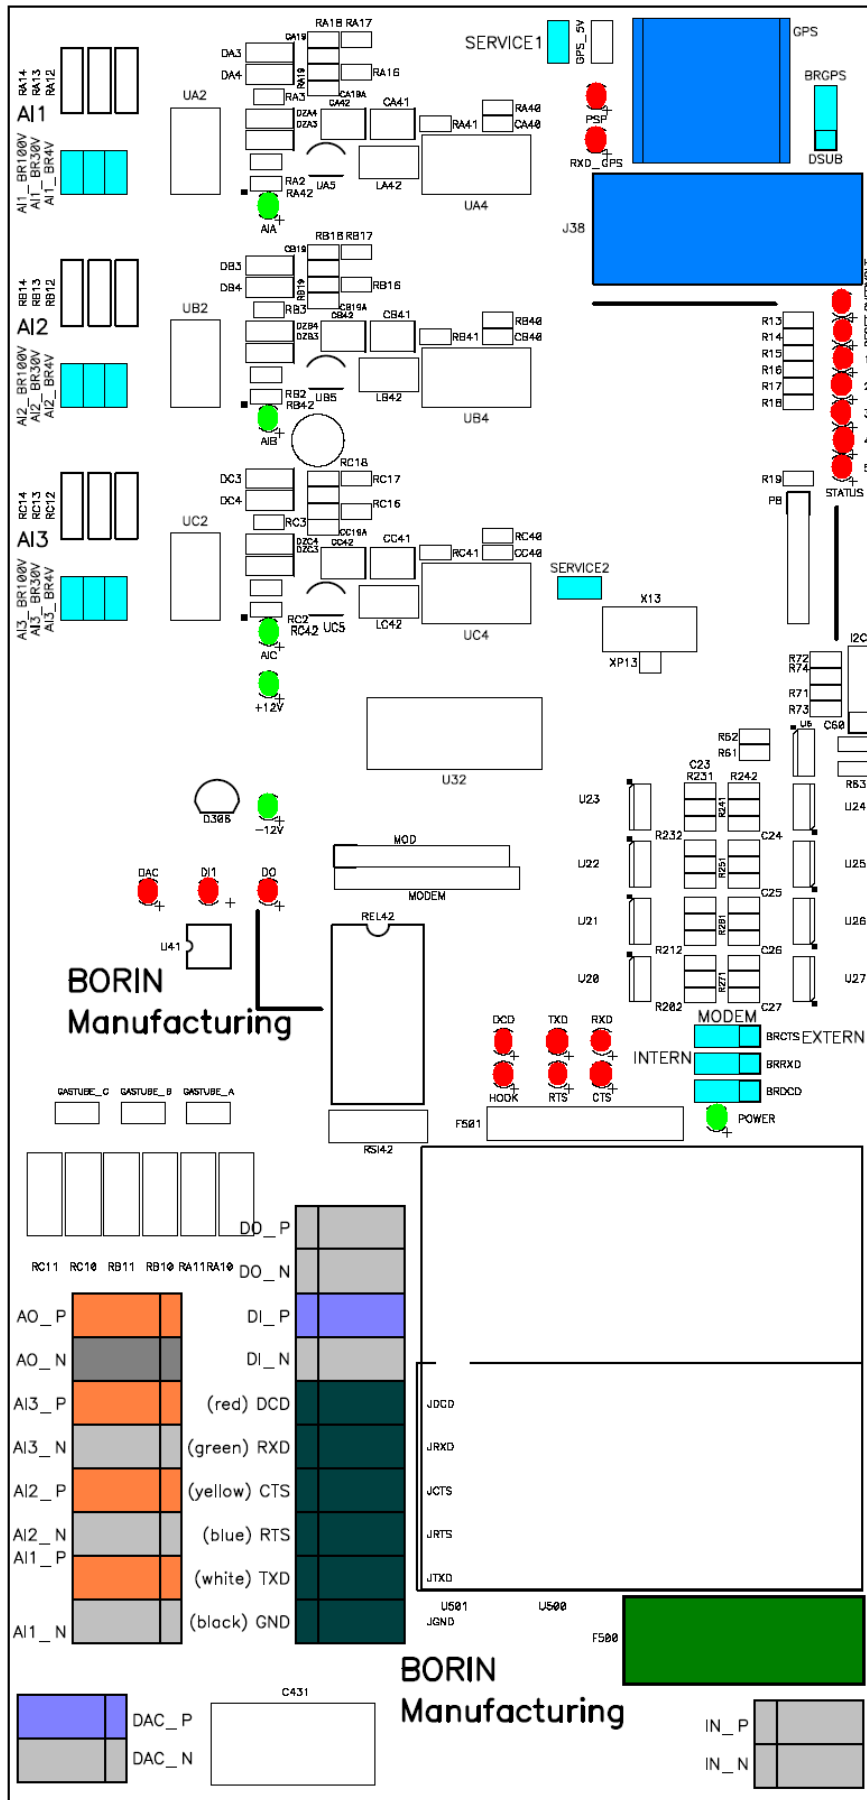 SERVICE1
GPS_5V
GPS
BRGPS
PSP
RXD_GPS
DSUB
J38
RA14
RA13
RA12
AI1
AI1_BR100V
AI1_BR30V
AI1_BR4V
UA2
DA3
DA4
RA3
DZA4
DZA3
RA2
RA42
AIA
CA19
RA18
RA17
RA19
RA16
CA19A
CA42
CA41
RA41
RA40
CA40
UA5
LA42
UA4
RB14
RB13
RB12
AI2
AI2_BR100V
AI2_BR30V
AI2_BR4V
UB2
DB3
DB4
RB3
DZB4
DZB3
RB2
RB42
AIB
CB19
RB18
RB17
RB19
RB16
CB19A
CB42
CB41
RB41
RB40
CB40
UB5
LB42
UB4
R13
R14
R15
R16
R17
R18
R19
1
2
3
4
5
STATUS
P8
RC14
RC13
RC12
AI3
AI3_BR100V
AI3_BR30V
AI3_BR4V
UC2
DC3
DC4
RC3
DZC4
DZC3
RC2
RC42
AIC
RC18
RC17
RC16
CC19A
CC42
CC41
RC41
RC40
CC40
UC5
LC42
UC4
SERVICE2
X13
XP13
I2C
R72
R74
R71
R73
C60
U6
R62
R61
R63
+12V
U32
D306
-12V
C23
R231
R242
R241
U23
U24
R232
C24
MOD
MODEM
U22
R251
U25
C25
DAC
DI1
DO
U41
REL42
U21
R261
U26
R212
C26
U20
R271
U27
R202
C27
BORIN
Manufacturing
DCD
TXD
RXD
HOOK
RTS
CTS
MODEM
INTERN
EXTERN
BRCTS
BRRXD
BRDCD
POWER
GASTUBE_C
GASTUBE_B
GASTUBE_A
RSI42
F501
RC11
RC10
RB11
RB10
RA11
RA10
DO_P
DO_N
AO_P
DI_P
AO_N
DI_N
AI3_P
(red) DCD
JDCD
AI3_N
(green) RXD
JRXD
AI2_P
(yellow) CTS
JCTS
AI2_N
(blue) RTS
JRTS
AI1_P
(white) TXD
JTXD
AI1_N
(black) GND
JGND
U501
U500
F500
BORIN
Manufacturing
C431
DAC_P
DAC_N
IN_P
IN_N